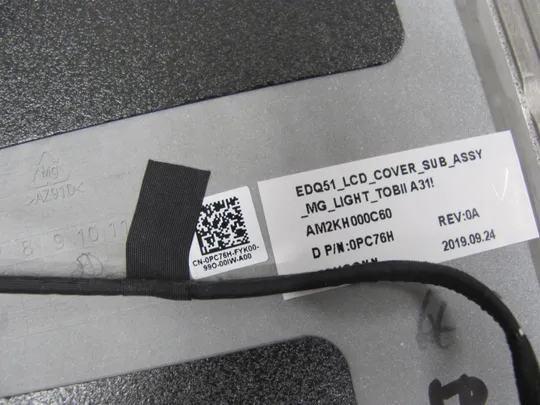 Mg
>AZ91D<
8 9 10 11
CN-0PC76H-FYK00-
99O-00IW-A00
EDQ51_LCD_COVER_SUB_ASSY
_MG_LIGHT_TOBII A31!
AM2KH000C60
REV:0A
D P/N:0PC76H
2019.09.24